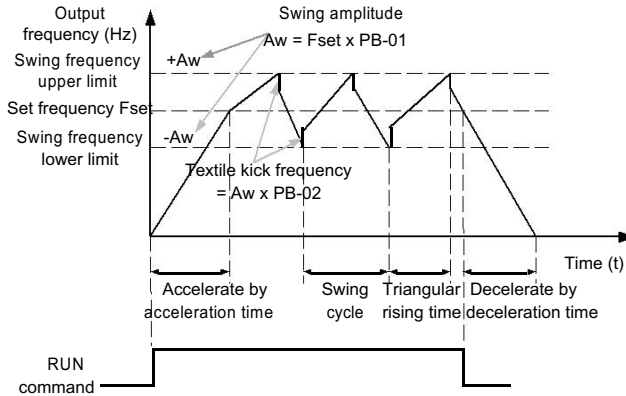 Output
frequency (Hz)
Swing amplitude
Aw = Fset x PB-01
Swing frequency
upper limit
+Aw
Set frequency Fset
Swing frequency
lower limit
-Aw
Textile kick frequency
= Aw x PB-02
Time (t)
Accelerate by
acceleration time
Swing
cycle
Triangular
rising time
Decelerate by
deceleration time
RUN
command